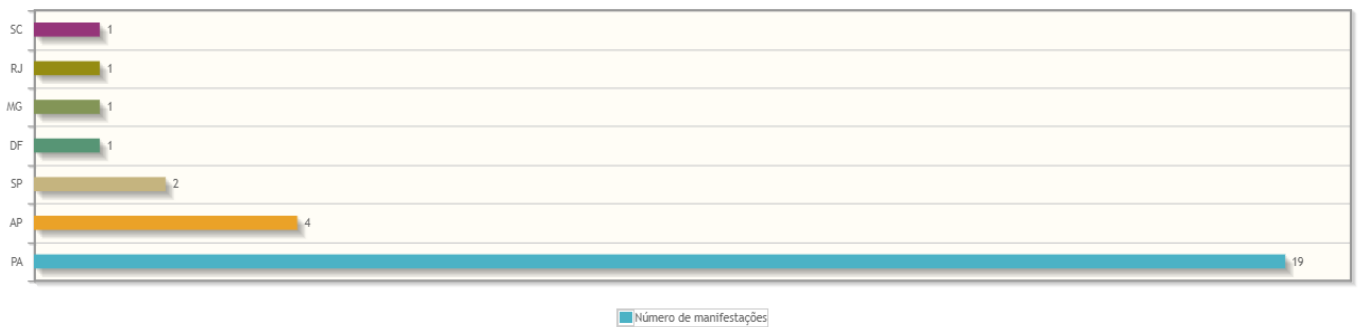 SC 1
RJ 1
MG 1
DF 1
SP 2
AP 4
PA 19
Número de manifestações